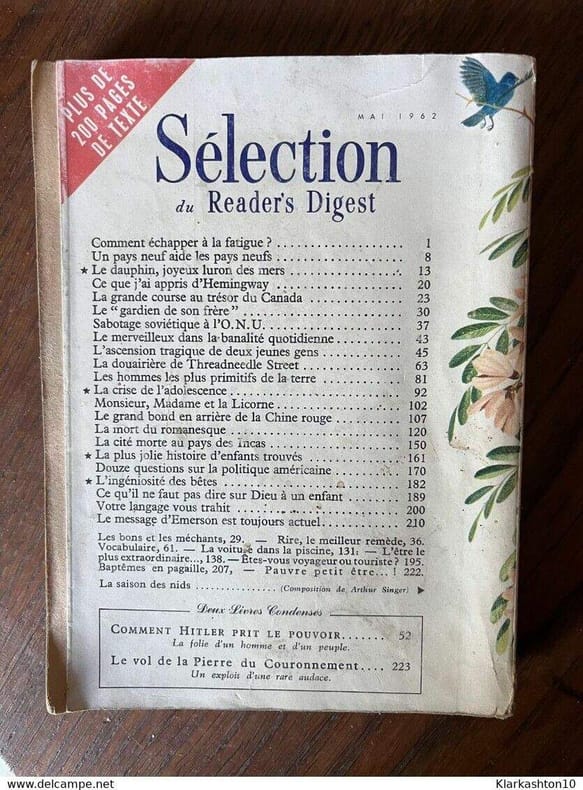 PLUS DE
200 PAGES
DE TEXTE
MAI 1962
Sélection
du Reader's Digest
Comment échapper à la fatigue ? .................... 1
Un pays neuf aide les pays neufs .................... 8
★ Le dauphin, joyeux luron des mers .................... 13
Ce que j'ai appris d'Hemingway .................... 20
La grande course au trésor du Canada .................... 23
Le "gardien de son frère" .................... 30
Sabotage soviétique à l'O.N.U. .................... 37
Le merveilleux dans la banalité quotidienne .................... 43
L'ascension tragique de deux jeunes gens .................... 45
La douairière de Threadneedle Street .................... 63
Les hommes les plus primitifs de la terre .................... 81
★ La crise de l'adolescence .................... 92
Monsieur, Madame et la Licorne .................... 102
Le grand bond en arrière de la Chine rouge .................... 107
La mort du romanesque .................... 120
La cité morte au pays des Incas .................... 150
★ La plus jolie histoire d'enfants trouvés .................... 161
Douze questions sur la politique américaine .................... 170
★ L'ingéniosité des bêtes .................... 182
Ce qu'il ne faut pas dire sur Dieu à un enfant .................... 189
Votre langage vous trahit .................... 200
Le message d'Emerson est toujours actuel .................... 210
Les bons et les méchants, 29. — Rire, le meilleur remède, 36.
Vocabulaire, 61. — La voiture dans la piscine, 131. — L'être le
plus extraordinaire..., 138. — Êtes-vous voyageur ou touriste ? 195.
Baptêmes en pagaille, 207, — Pauvre petit être...! 222.
La saison des nids .................... (Composition de Arthur Singer) ▶
Deux Livres Condensés
COMMENT HITLER PRIT LE POUVOIR....... 52
La folie d'un homme et d'un peuple.
LE VOL DE LA PIERRE DU COURONNEMENT.... 223
Un exploit d'une rare audace.
Klarkashton10